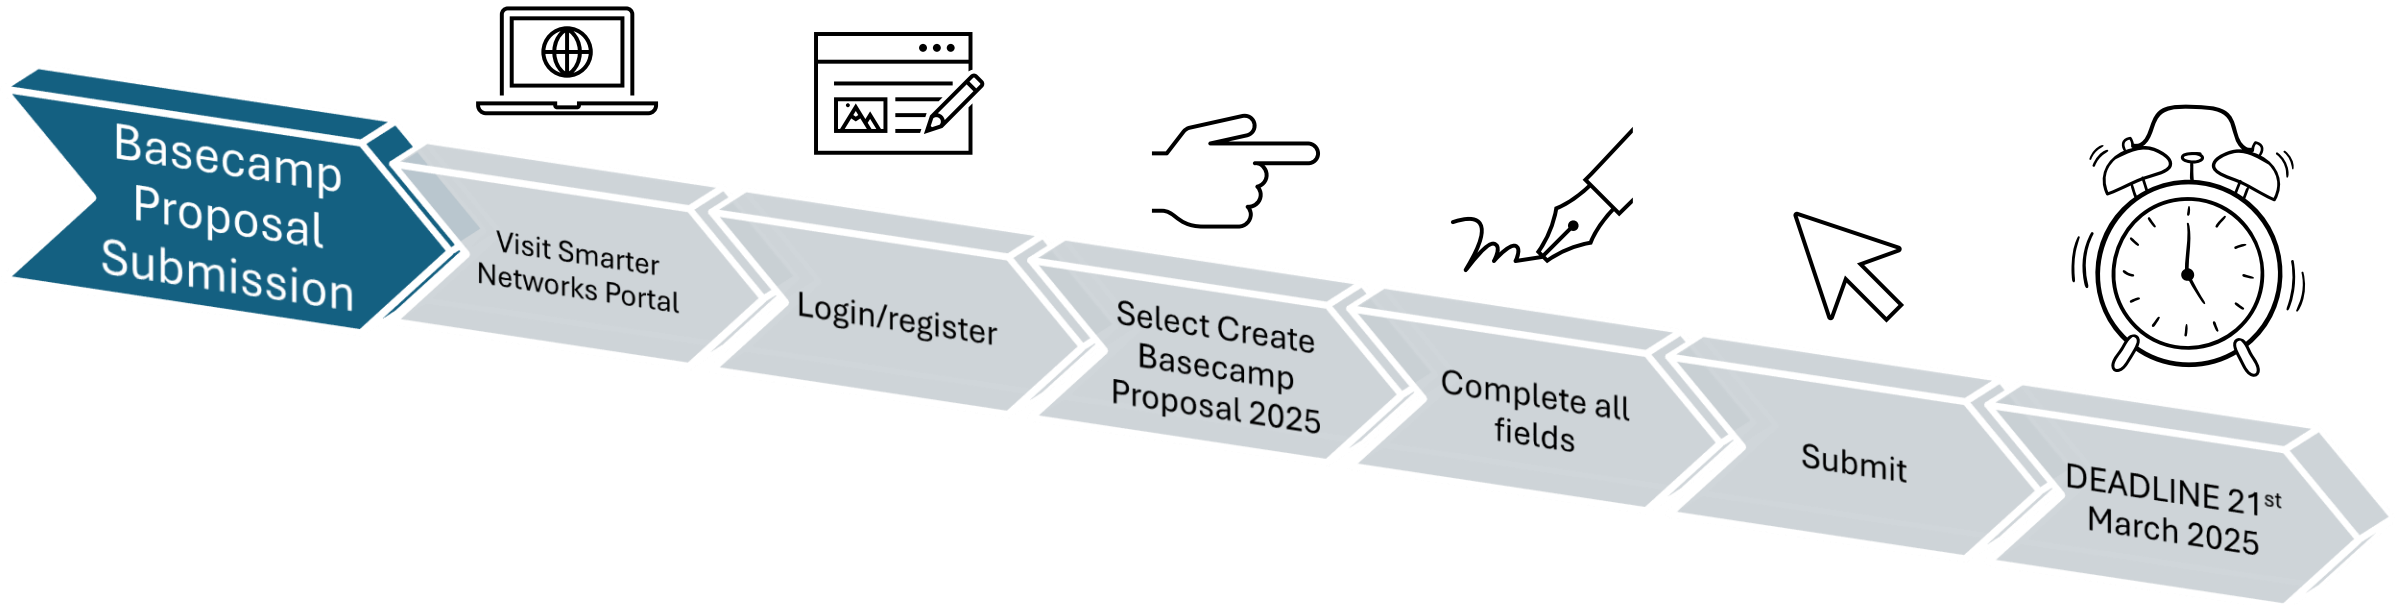 Basecamp
Proposal
Submission
Visit Smarter
Networks Portal
Login/register
Select Create
Basecamp
Proposal 2025
Complete all
fields
Submit
DEADLINE 21st
March 2025